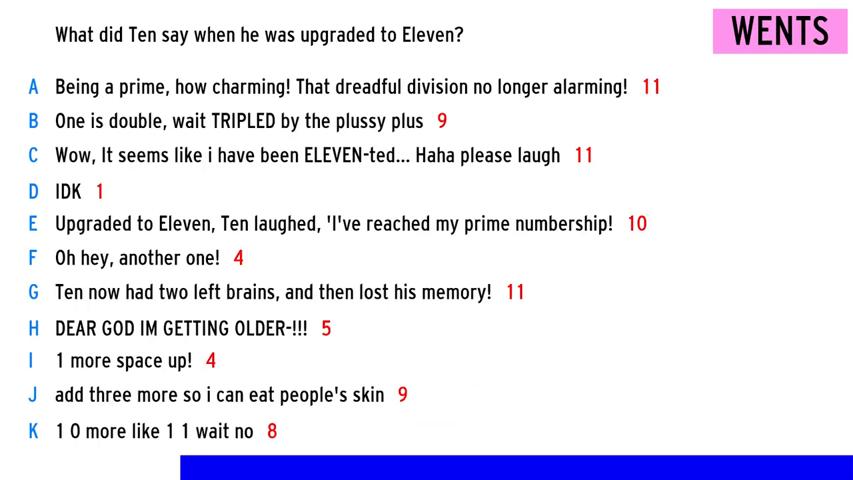 What did Ten say when he was upgraded to Eleven?
WENTS
A Being a prime, how charming! That dreadful division no longer alarming! 11
B One is double, wait TRIPLED by the plussy plus 9
C Wow, It seems like i have been ELEVEN-ted... Haha please laugh 11
D IDK 1
E Upgraded to Eleven, Ten laughed, 'I've reached my prime numbership! 10
F Oh hey, another one! 4
G Ten now had two left brains, and then lost his memory! 11
H DEAR GOD IM GETTING OLDER-!!! 5
I 1 more space up! 4
J add three more so i can eat people's skin 9
K 1 0 more like 1 1 wait no 8